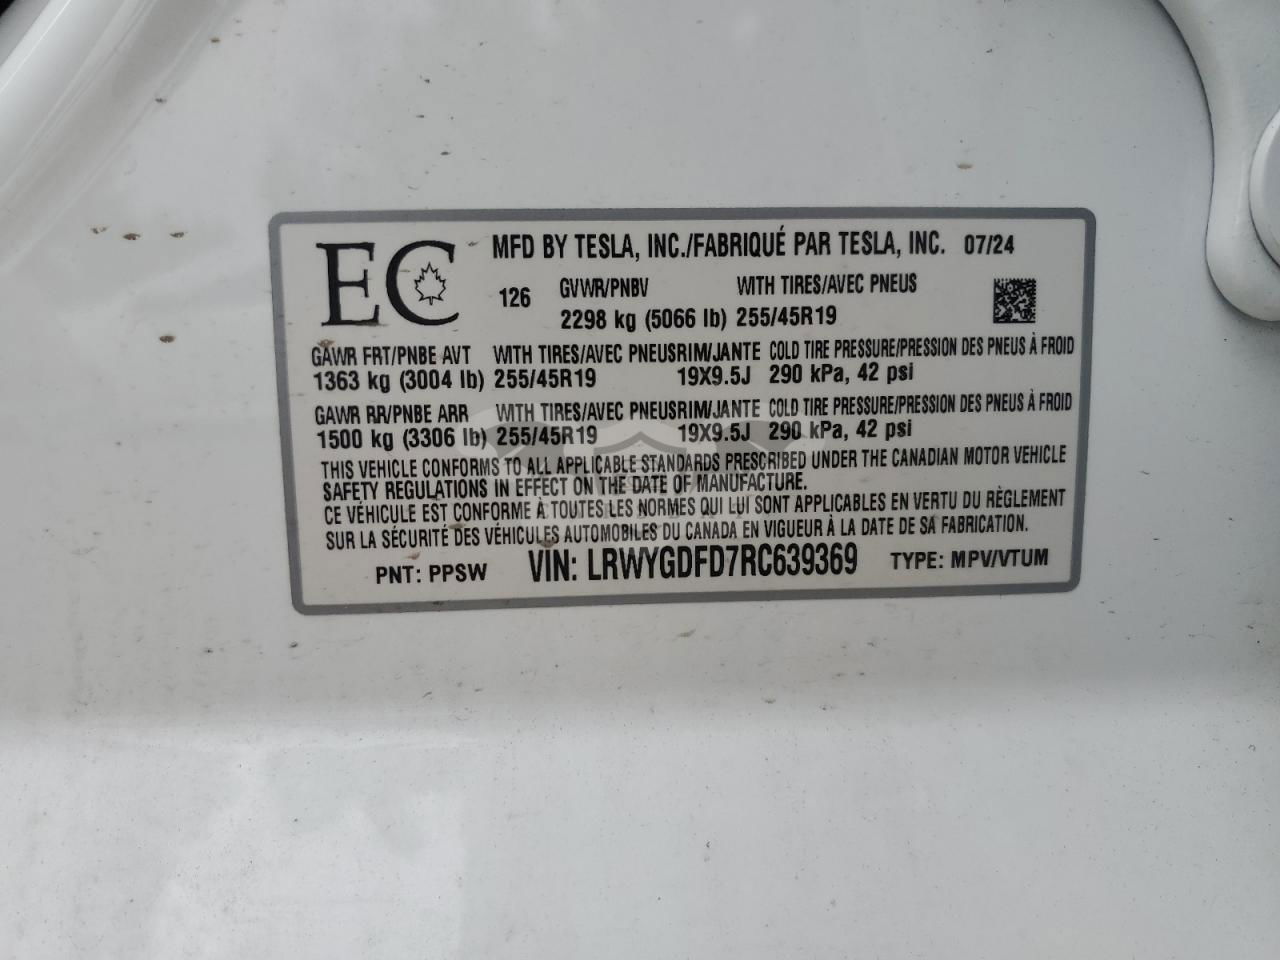 EC MFD BY TESLA, INC./FABRIQUÉ PAR TESLA, INC. 07/24
126 GVWR/PNBV WITH TIRES/AVEC PNEUS
2298 kg (5066 lb) 255/45R19
GAWR FRT/PNBE AVT WITH TIRES/AVEC PNEUS RIM/JANTE COLD TIRE PRESSURE/PRESSION DES PNEUS À FROID
1363 kg (3004 lb) 255/45R19 19X9.5J 290 kPa, 42 psi
GAWR RR/PNBE ARR WITH TIRES/AVEC PNEUS RIM/JANTE COLD TIRE PRESSURE/PRESSION DES PNEUS À FROID
1500 kg (3306 lb) 255/45R19 19X9.5J 290 kPa, 42 psi
THIS VEHICLE CONFORMS TO ALL APPLICABLE STANDARDS PRESCRIBED UNDER THE CANADIAN MOTOR VEHICLE
SAFETY REGULATIONS IN EFFECT ON THE DATE OF MANUFACTURE.
CE VÉHICULE EST CONFORME À TOUTES LES NORMES QUI LUI SONT APPLICABLES EN VERTU DU RÈGLEMENT
SUR LA SÉCURITÉ DES VÉHICULES AUTOMOBILES DU CANADA EN VIGUEUR À LA DATE DE SA FABRICATION.
PNT: PPSW VIN: LRWYGDFD7RC639369 TYPE: MPV/VTUM